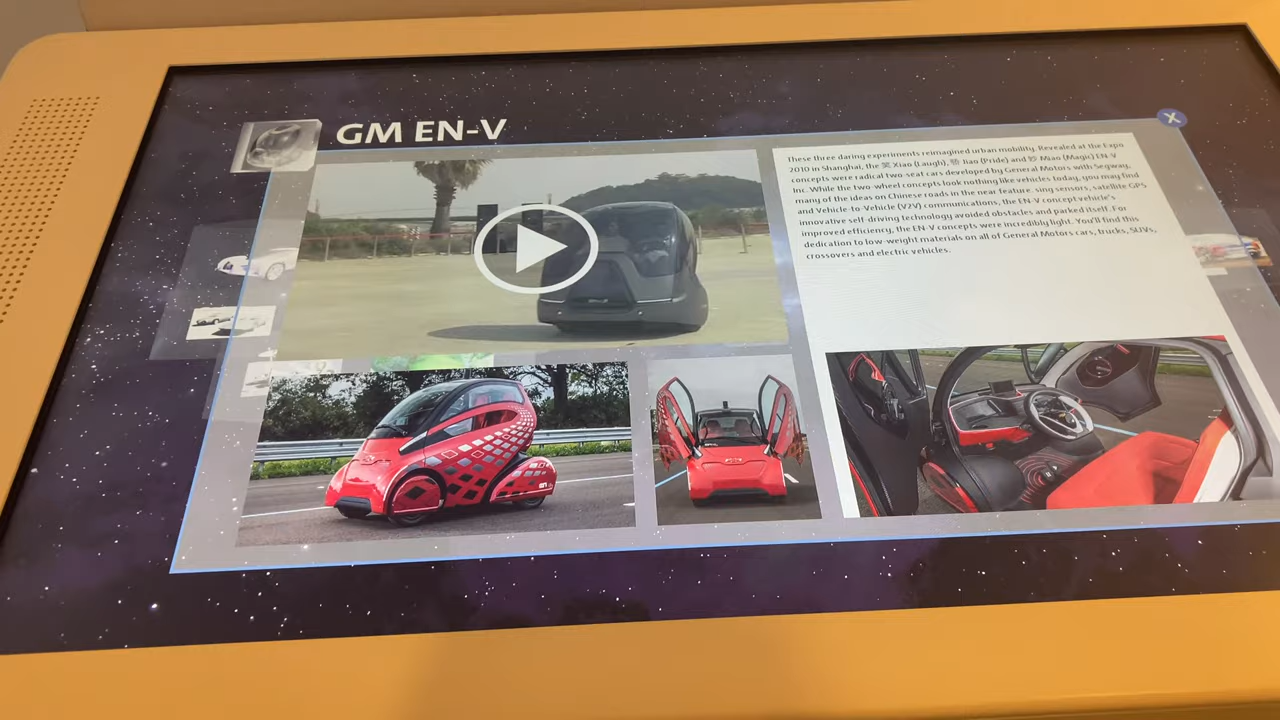 GM EN-V
These three daring experiments reimagined urban mobility. Revealed at the Expo
2010 in Shanghai, the 笑 Xiao (Laugh), 骄 Jiao (Pride) and 妙 Miao (Magic) EN-V
concepts were radical two-seat cars developed by General Motors with Segway,
Inc. While the two-wheel concepts look nothing like vehicles today, you may find
many of the ideas on Chinese roads in the near feature. sing sensors, satellite GPS
and Vehicle-to-Vehicle (V2V) communications, the EN-V concept vehicle's
innovative self-driving technology avoided obstacles and parked itself. For
improved efficiency, the EN-V concepts were incredibly light. You'll find this
dedication to low-weight materials on all of General Motors cars, trucks, SUVs,
crossovers and electric vehicles.